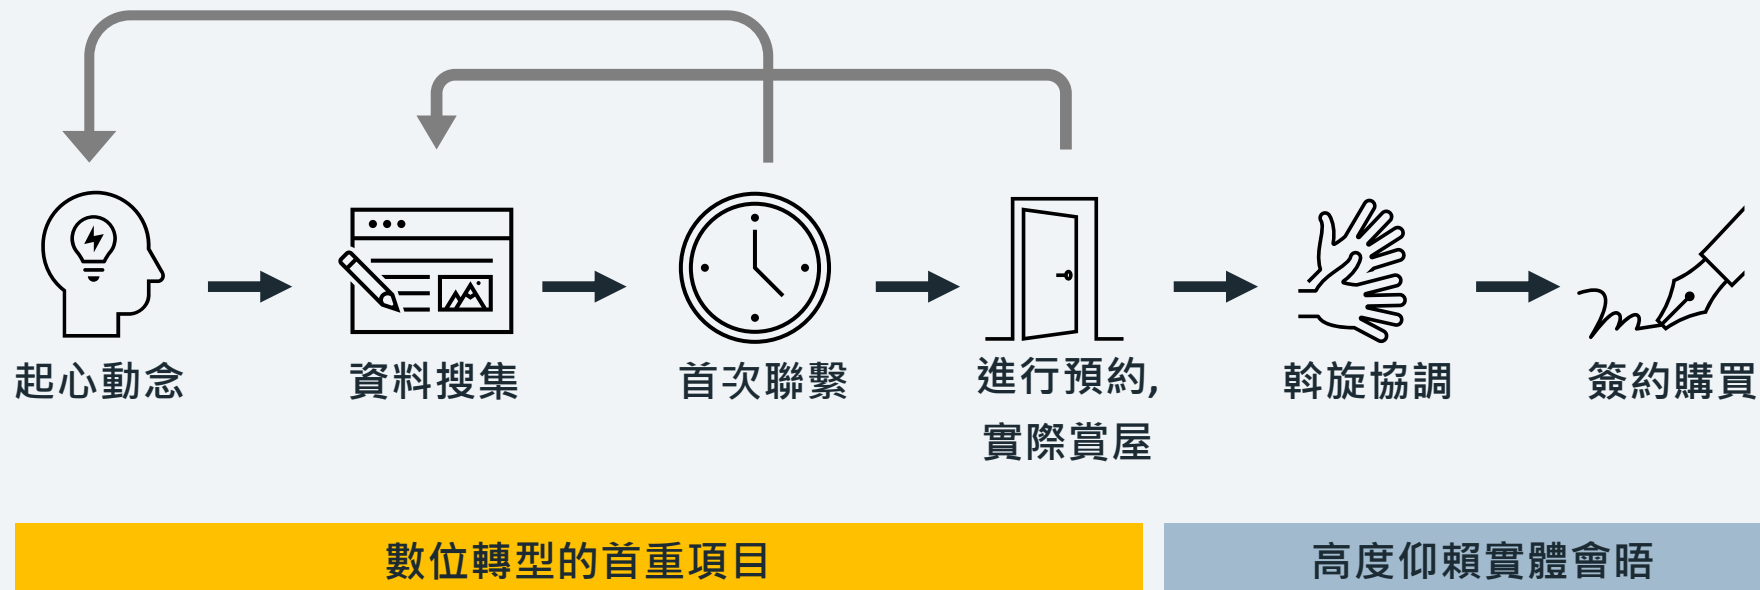 起心動念
資料搜集
首次聯繫
進行預約,
實際賞屋
斡旋協調
簽約購買
數位轉型的首重項目
高度仰賴實體會晤